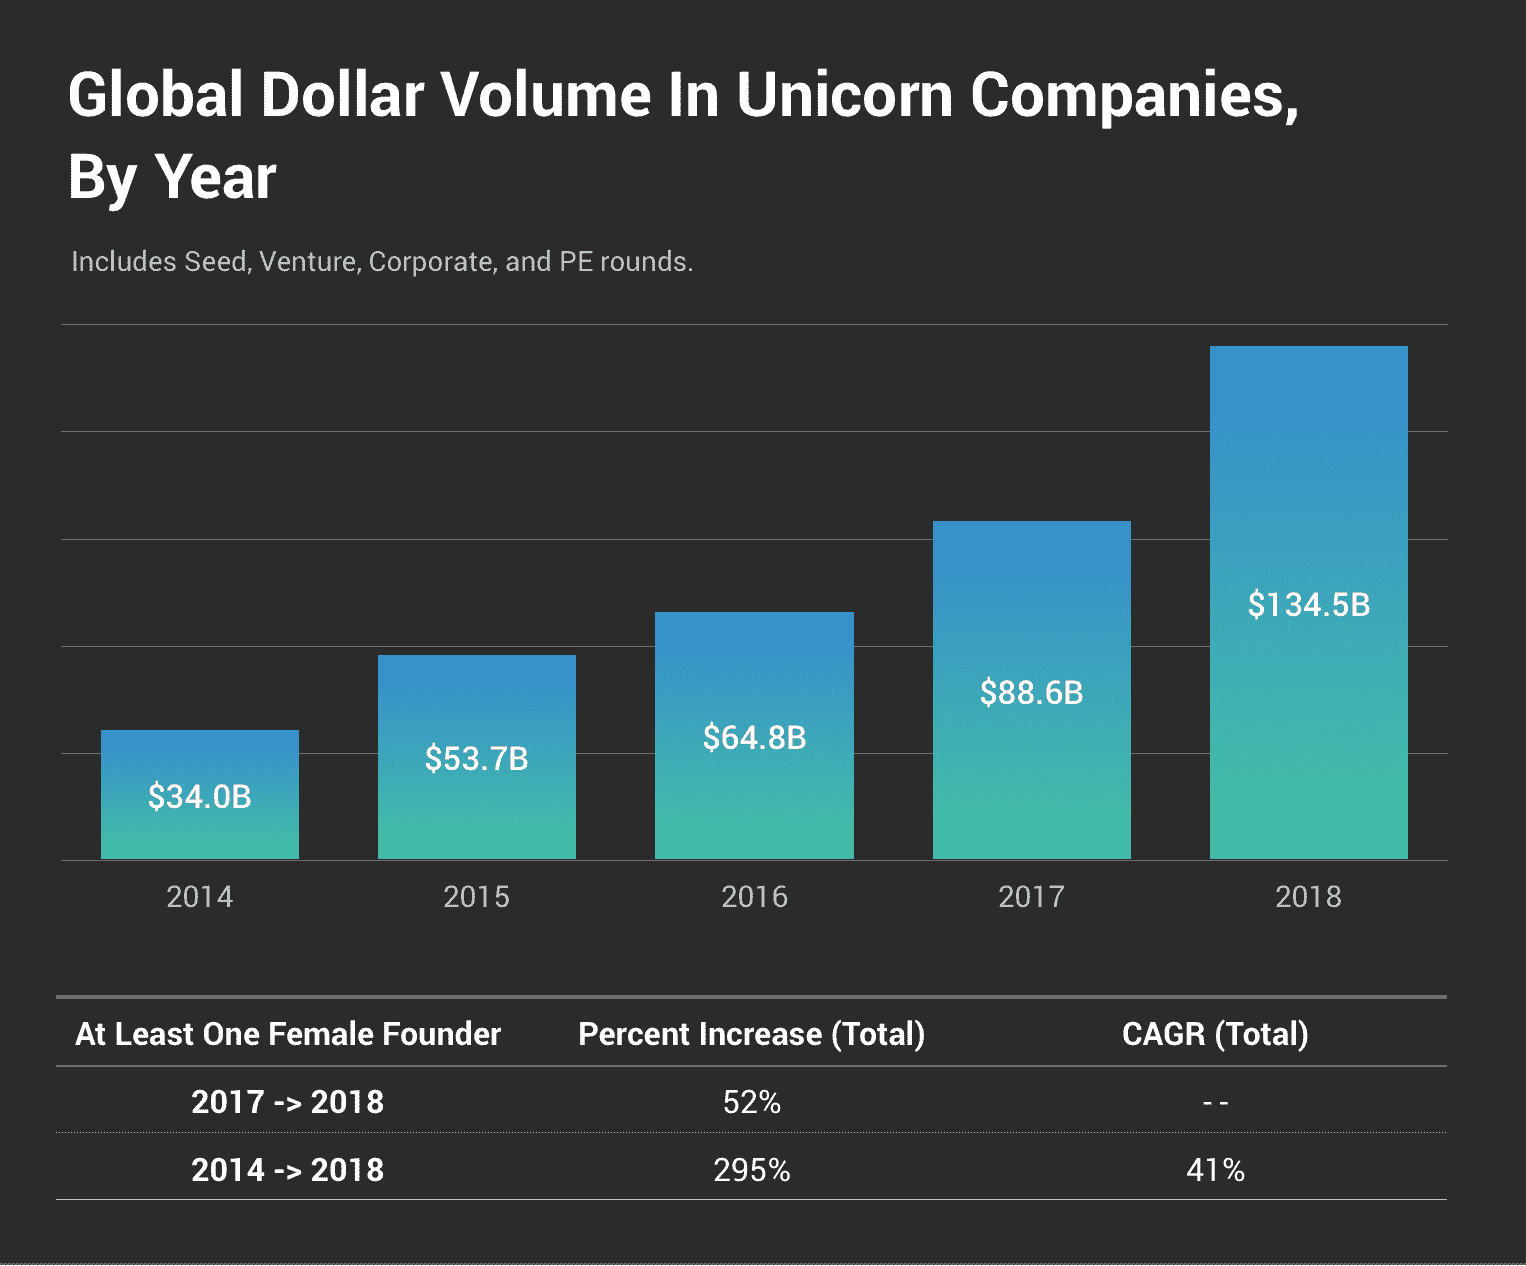 Global Dollar Volume In Unicorn Companies,
By Year
Includes Seed, Venture, Corporate, and PE rounds.
$34.0B
$53.7B
$64.8B
$88.6B
$134.5B
2014
2015
2016
2017
2018
At Least One Female Founder Percent Increase (Total) CAGR (Total)
2017 -> 2018 52% --
2014 -> 2018 295% 41%